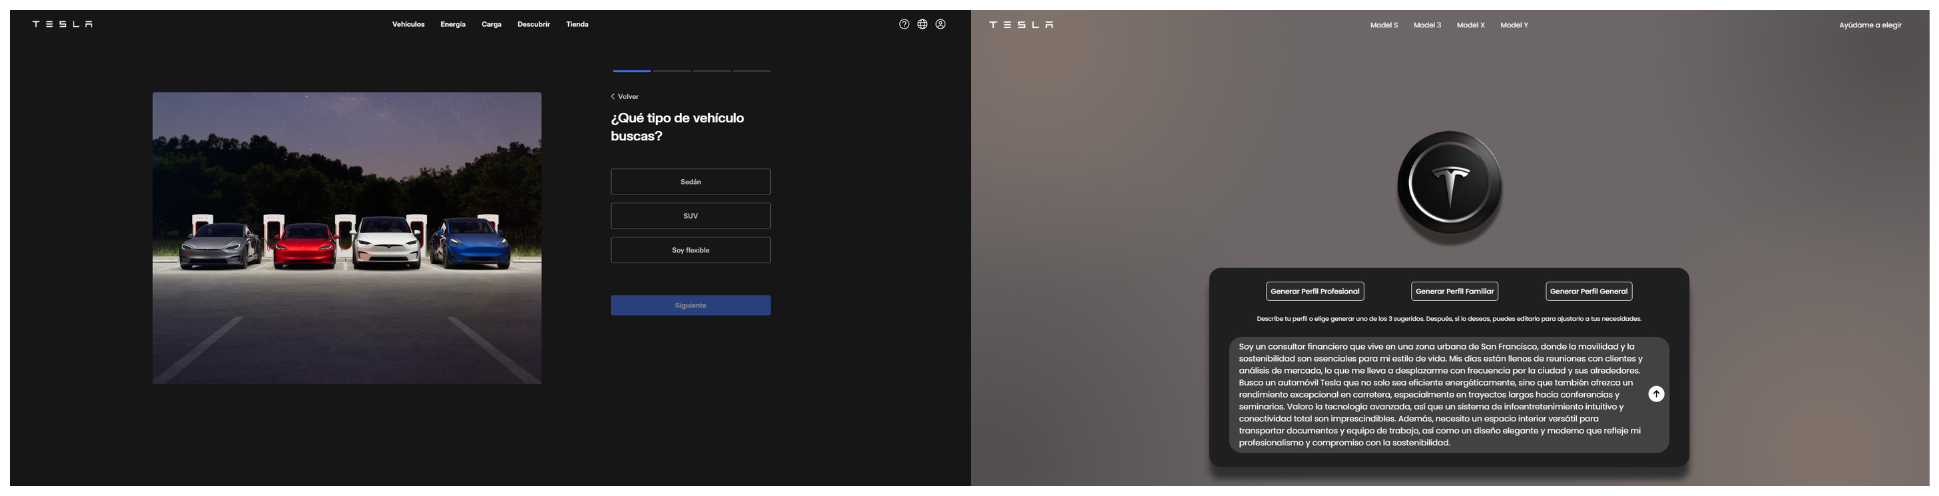 TESLA
Vehículos Energía Carga Descubrir Tienda
Volver
¿Qué tipo de vehículo
buscas?
Sedán
SUV
Soy flexible
Siguiente
TESLA
Model S Model 3 Model X Model Y
Ayúdame a elegir
Generar Perfil Profesional Generar Perfil Familiar Generar Perfil General
Describe tu perfil o elige generar uno de los 3 sugeridos. Después, si lo deseas, puedes editarlo para ajustarlo a tus necesidades.
Soy un consultor financiero que vive en una zona urbana de San Francisco, donde la movilidad y la
sostenibilidad son esenciales para mi estilo de vida. Mis días están llenos de reuniones con clientes y
análisis de mercado, lo que me lleva a desplazarme con frecuencia por la ciudad y sus alrededores.
Busco un automóvil Tesla que no solo sea eficiente energéticamente, sino que también ofrezca un
rendimiento excepcional en carretera, especialmente en trayectos largos hacia conferencias y
seminarios. Valoro la tecnología avanzada, así que un sistema de infoentretenimiento intuitivo y
conectividad total son imprescindibles. Además, necesito un espacio interior versátil para
transportar documentos y equipo de trabajo, así como un diseño elegante y moderno que refleje mi
profesionalismo y compromiso con la sostenibilidad.